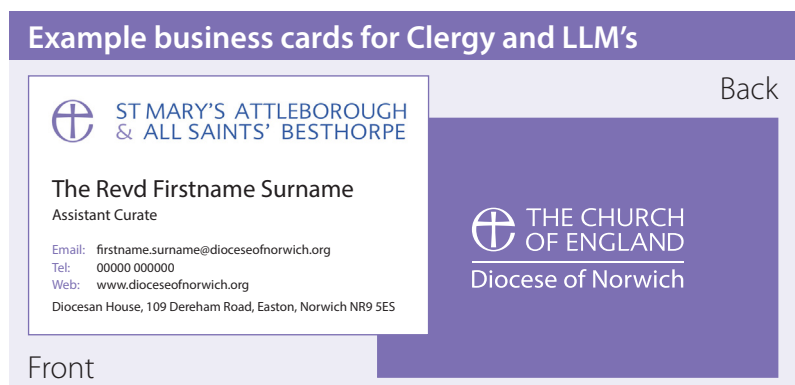 Example business cards for Clergy and LLM's
Back
ST MARY'S ATTLEBOROUGH
& ALL SAINTS' BESTHORPE
The Revd Firstname Surname
Assistant Curate
Email: firstname.surname@dioceseofnorwich.org
Tel: 00000 000000
Web: www.dioceseofnorwich.org
Diocesan House, 109 Dereham Road, Easton, Norwich NR9 5ES
THE CHURCH
OF ENGLAND
Diocese of Norwich
Front